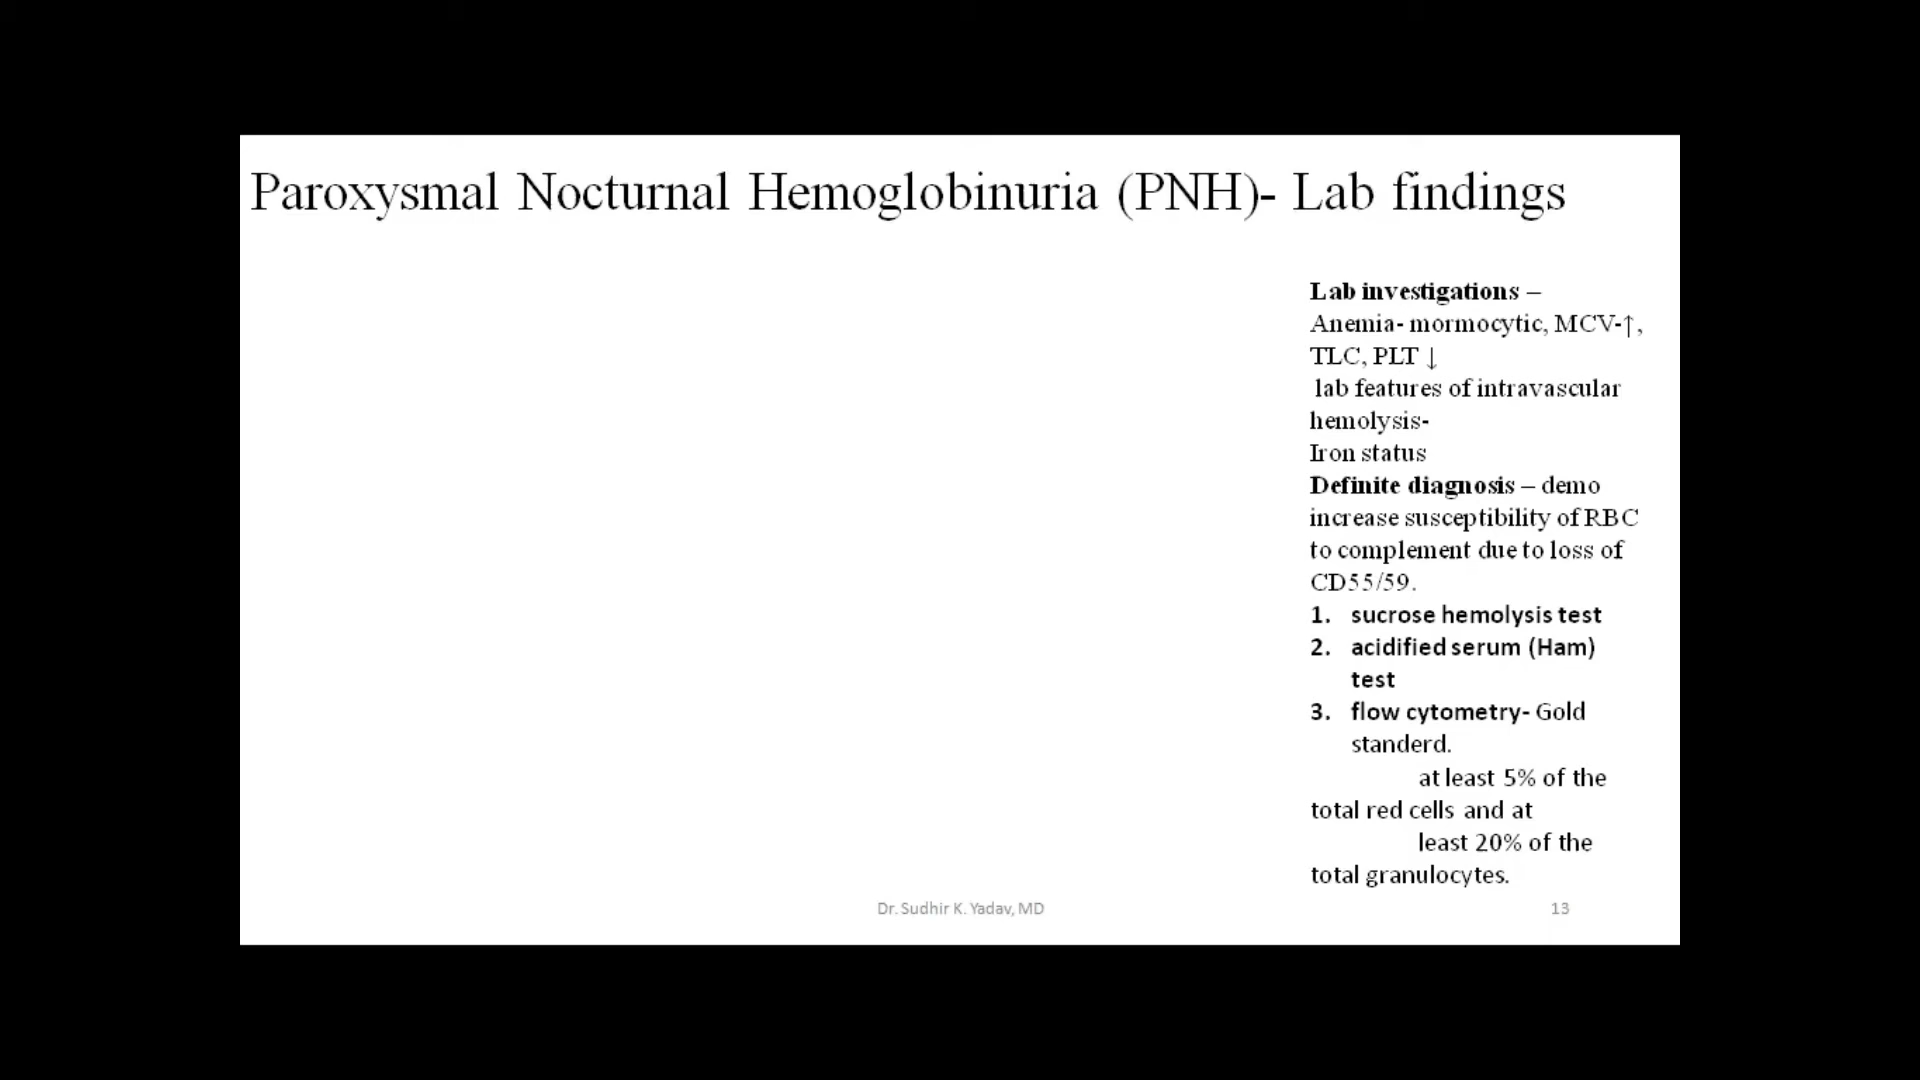 Paroxysmal Nocturnal Hemoglobinuria (PNH)- Lab findings
Lab investigations –
Anemia- mormocytic, MCV-↑,
TLC, PLT ↓
lab features of intravascular
hemolysis-
Iron status
Definite diagnosis – demo
increase susceptibility of RBC
to complement due to loss of
CD55/59.
1. sucrose hemolysis test
2. acidified serum (Ham)
test
3. flow cytometry- Gold
standerd.
at least 5% of the
total red cells and at
least 20% of the
total granulocytes.
Dr. Sudhir K. Yadav, MD
13